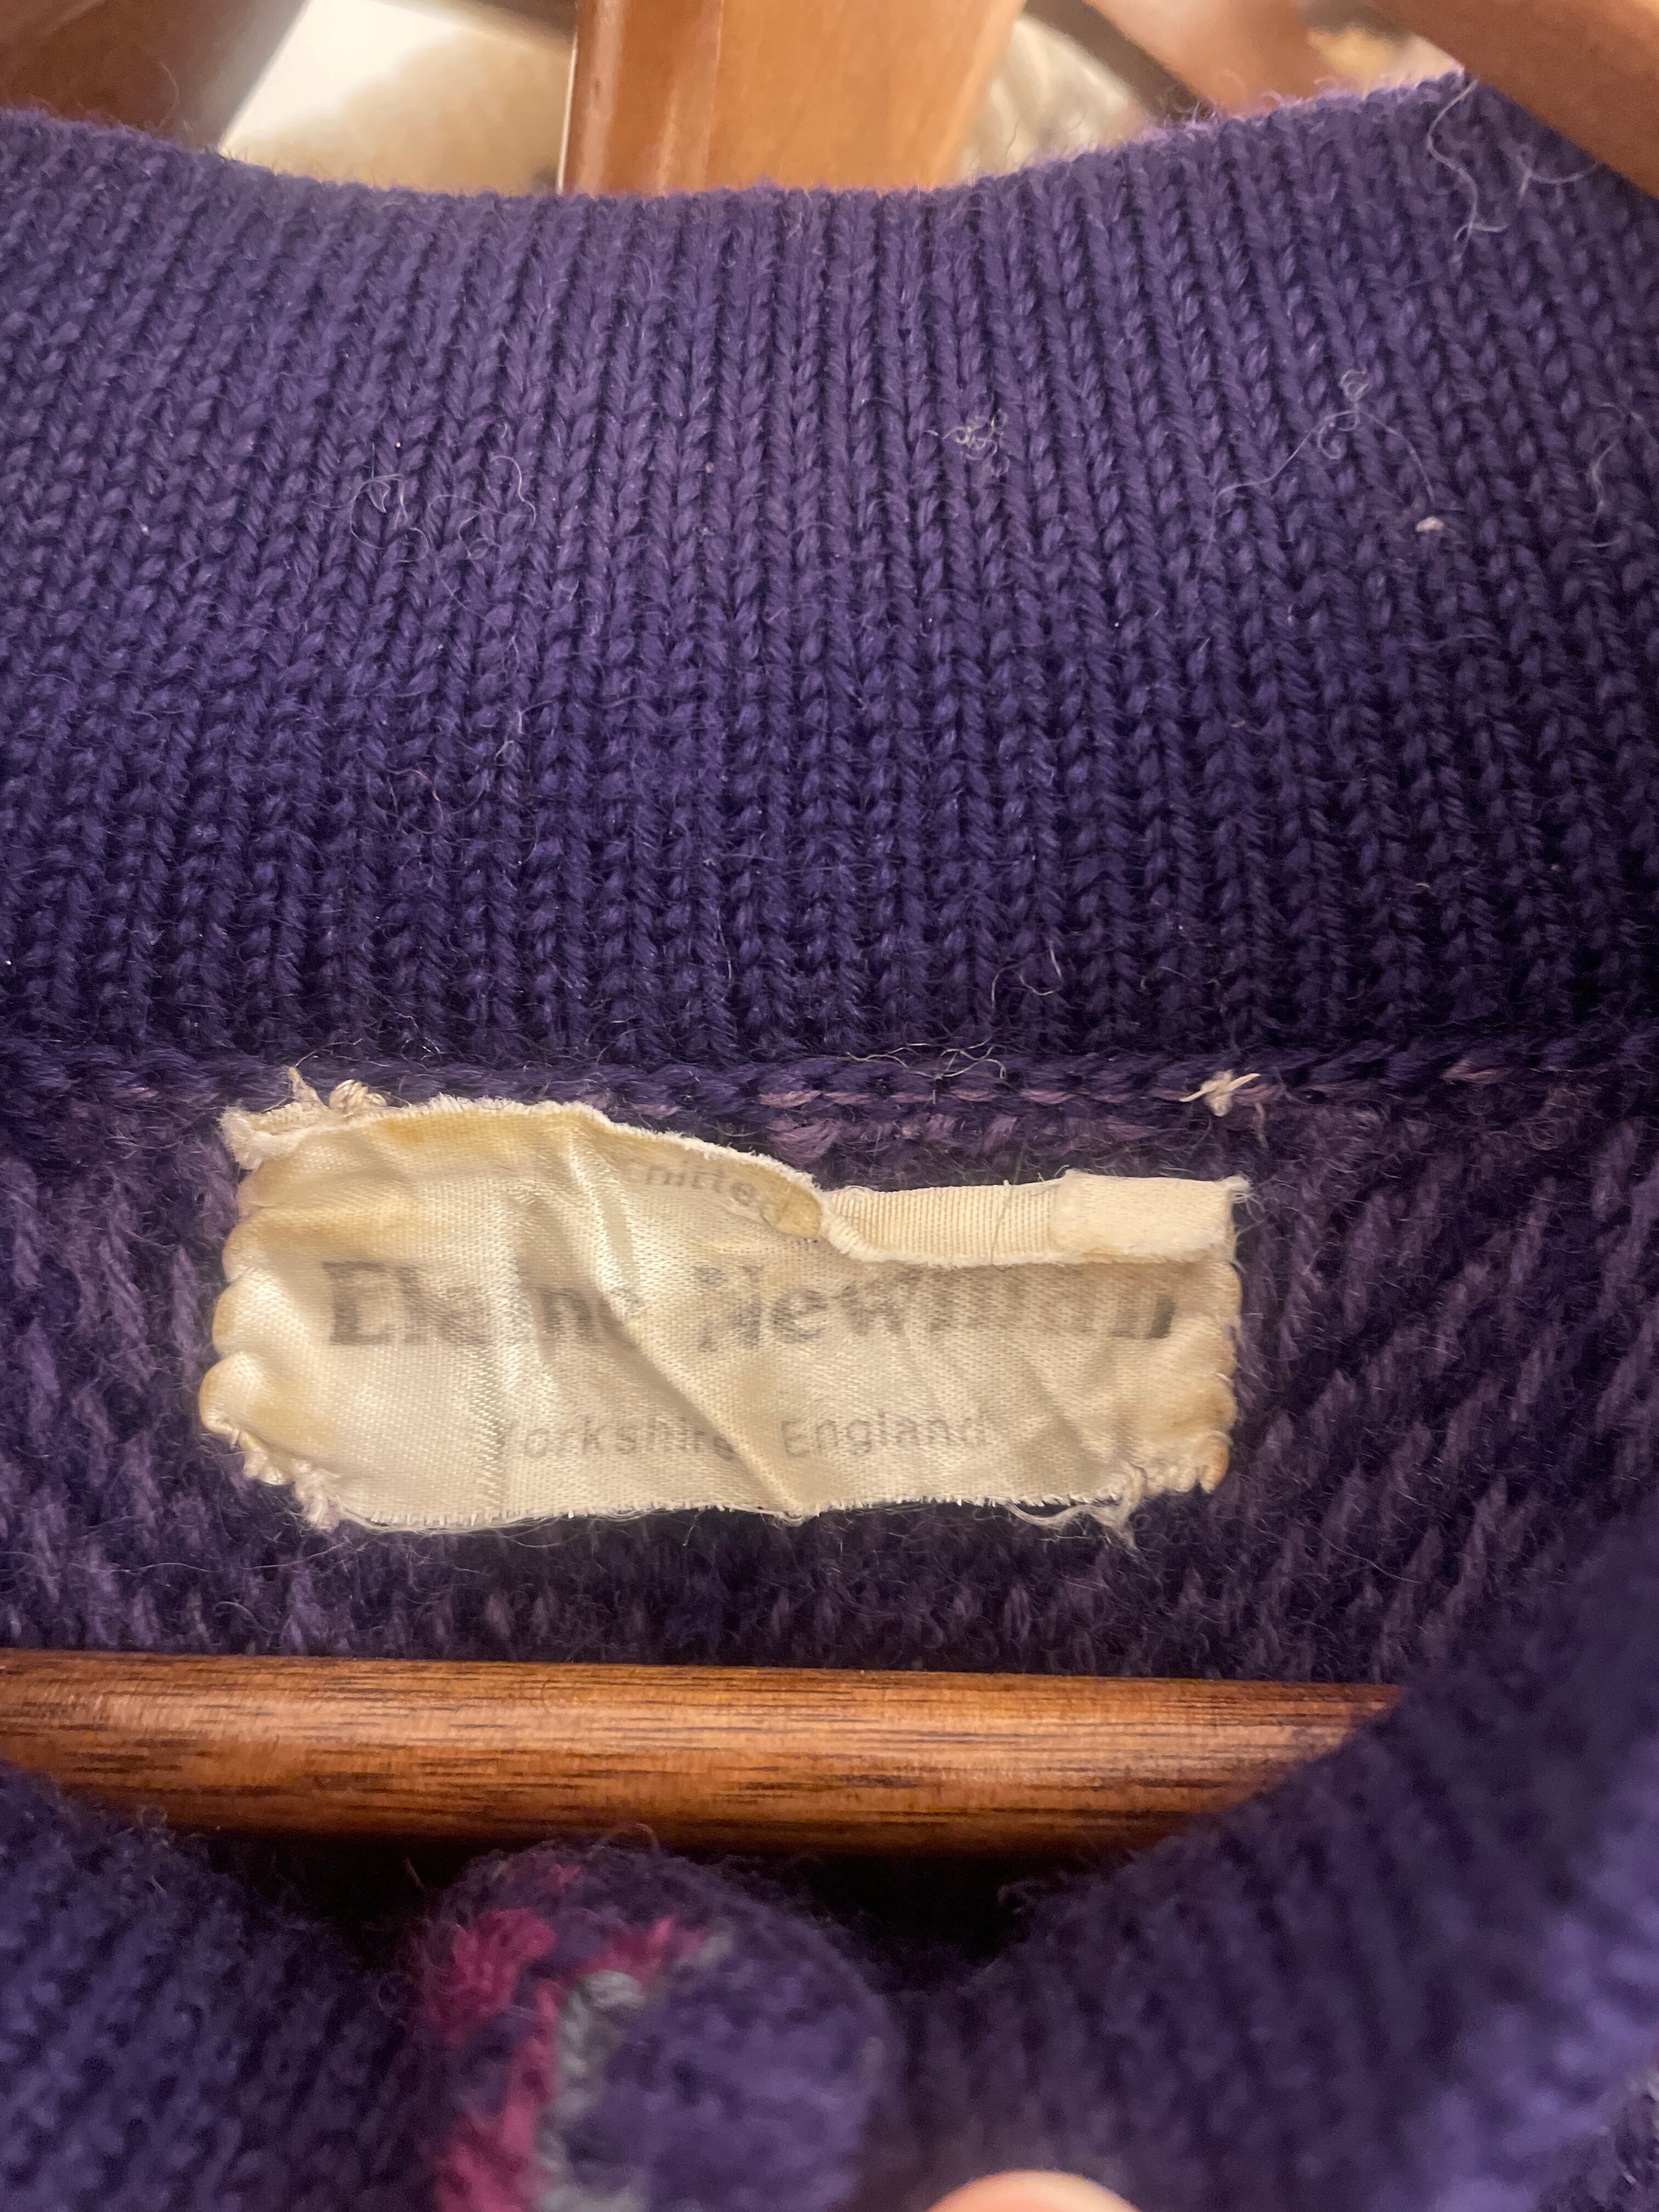 Knitted
Elaine Newman
Yorkshire England